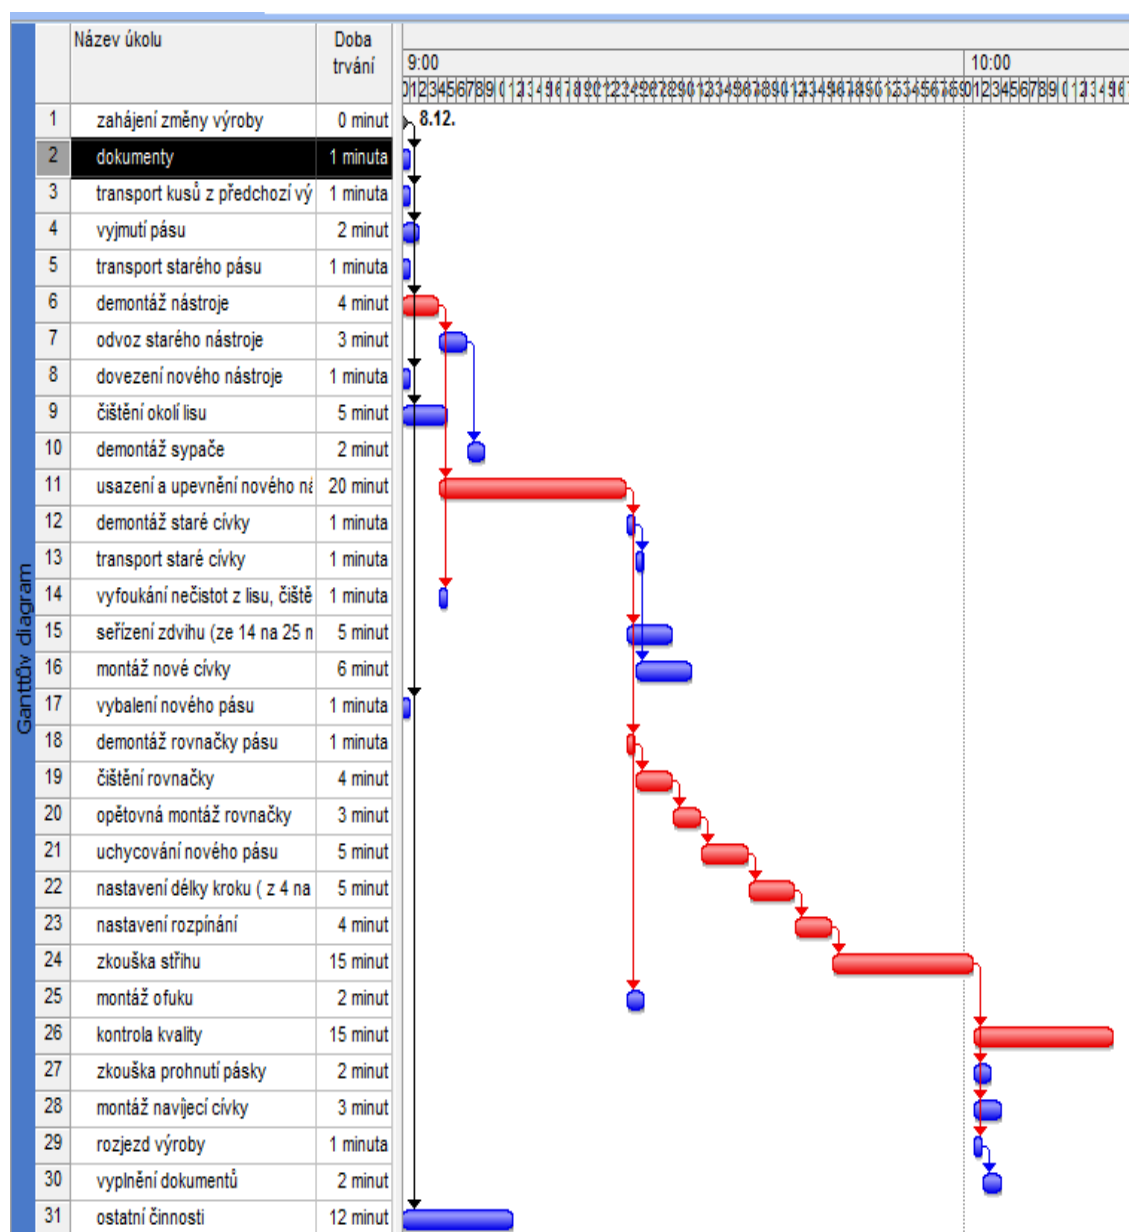 Ganttův diagram
Název úkolu Doba trvání
9:00 10:00
1 zahájení změny výroby 0 minut 8.12.
2 dokumenty 1 minuta
3 transport kusů z předchozí vý 1 minuta
4 vyjmutí pásu 2 minut
5 transport starého pásu 1 minuta
6 demontáž nástroje 4 minut
7 odvoz starého nástroje 3 minut
8 dovezení nového nástroje 1 minuta
9 čištění okolí lisu 5 minut
10 demontáž sypače 2 minut
11 usazení a upevnění nového ná 20 minut
12 demontáž staré cívky 1 minuta
13 transport staré cívky 1 minuta
14 vyfoukání nečistot z lisu, čiště 1 minuta
15 seřízení zdvihu (ze 14 na 25 m 5 minut
16 montáž nové cívky 6 minut
17 vybalení nového pásu 1 minuta
18 demontáž rovnačky pásu 1 minuta
19 čištění rovnačky 4 minut
20 opětovná montáž rovnačky 3 minut
21 uchycování nového pásu 5 minut
22 nastavení délky kroku ( z 4 na 5 minut
23 nastavení rozpínání 4 minut
24 zkouška střihu 15 minut
25 montáž ofuku 2 minut
26 kontrola kvality 15 minut
27 zkouška prohnutí pásky 2 minut
28 montáž navíjecí cívky 3 minut
29 rozjezd výroby 1 minuta
30 vyplnění dokumentů 2 minut
31 ostatní činnosti 12 minut